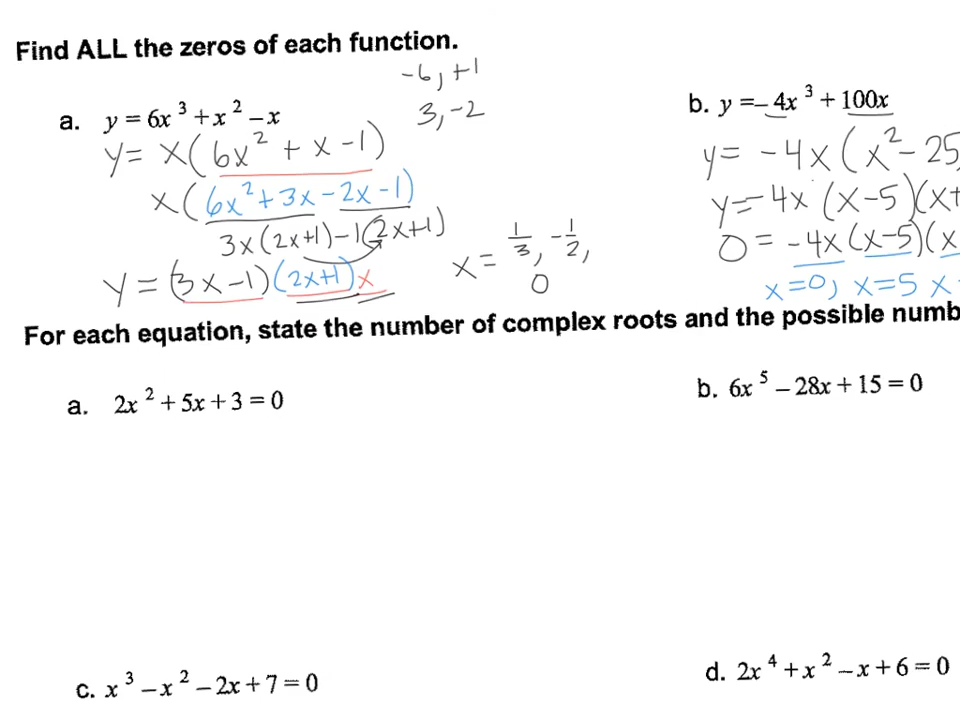 Find ALL the zeros of each function.
-6, +1
3, -2
a. y = 6x³ + x² – x
y = x(6x² + x - 1)
x(6x² + 3x - 2x - 1)
3x(2x+1) - 1(2x+1)
y = (3x - 1)(2x+1)x
x = 1/3, -1/2,
0
b. y = – 4x³ + 100x
y = -4x(x² - 25
y = -4x(x-5)(x+
0 = -4x(x-5)(x
x=0, x=5 x
For each equation, state the number of complex roots and the possible numb
a. 2x² + 5x + 3 = 0
b. 6x⁵ – 28x + 15 = 0
c. x³ – x² – 2x + 7 = 0
d. 2x⁴ + x² – x + 6 = 0